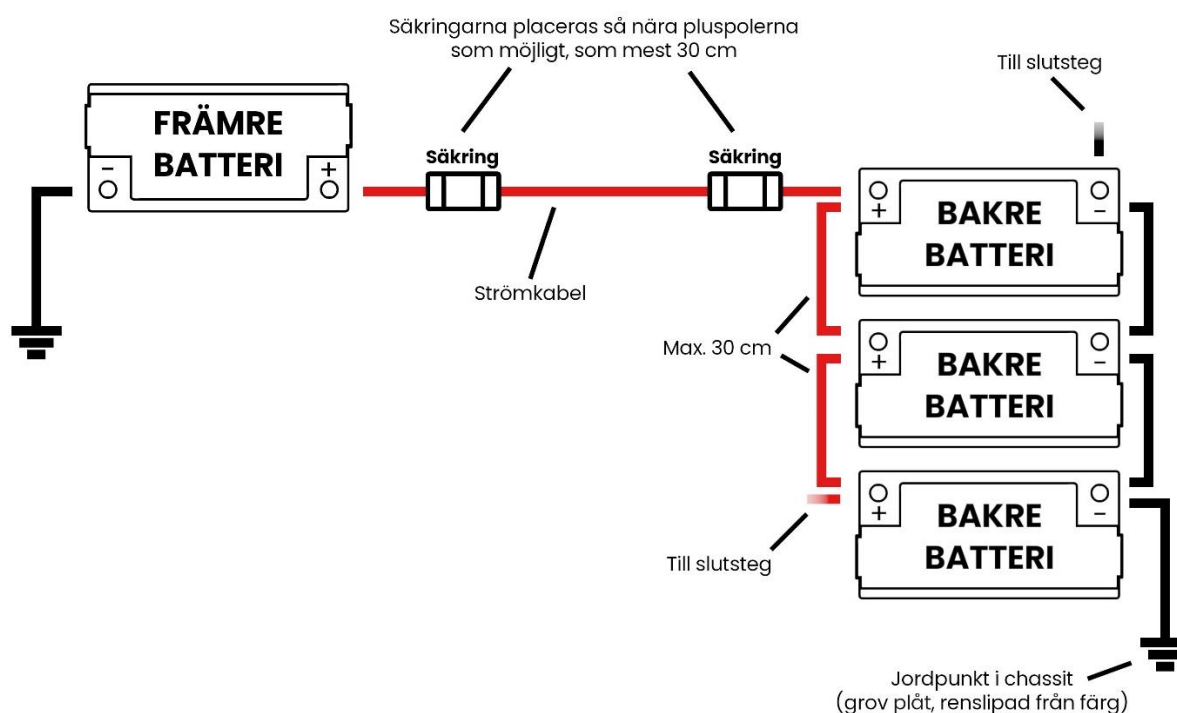 Säkringarna placeras så nära pluspolerna
som möjligt, som mest 30 cm
Till slutsteg
FRÄMRE
BATTERI
- +
Säkring
Säkring
BAKRE
BATTERI
+ -
Strömkabel
Max. 30 cm
BAKRE
BATTERI
+ -
BAKRE
BATTERI
+ -
Till slutsteg
Jordpunkt i chassit
(grov plåt, renslipad från färg)